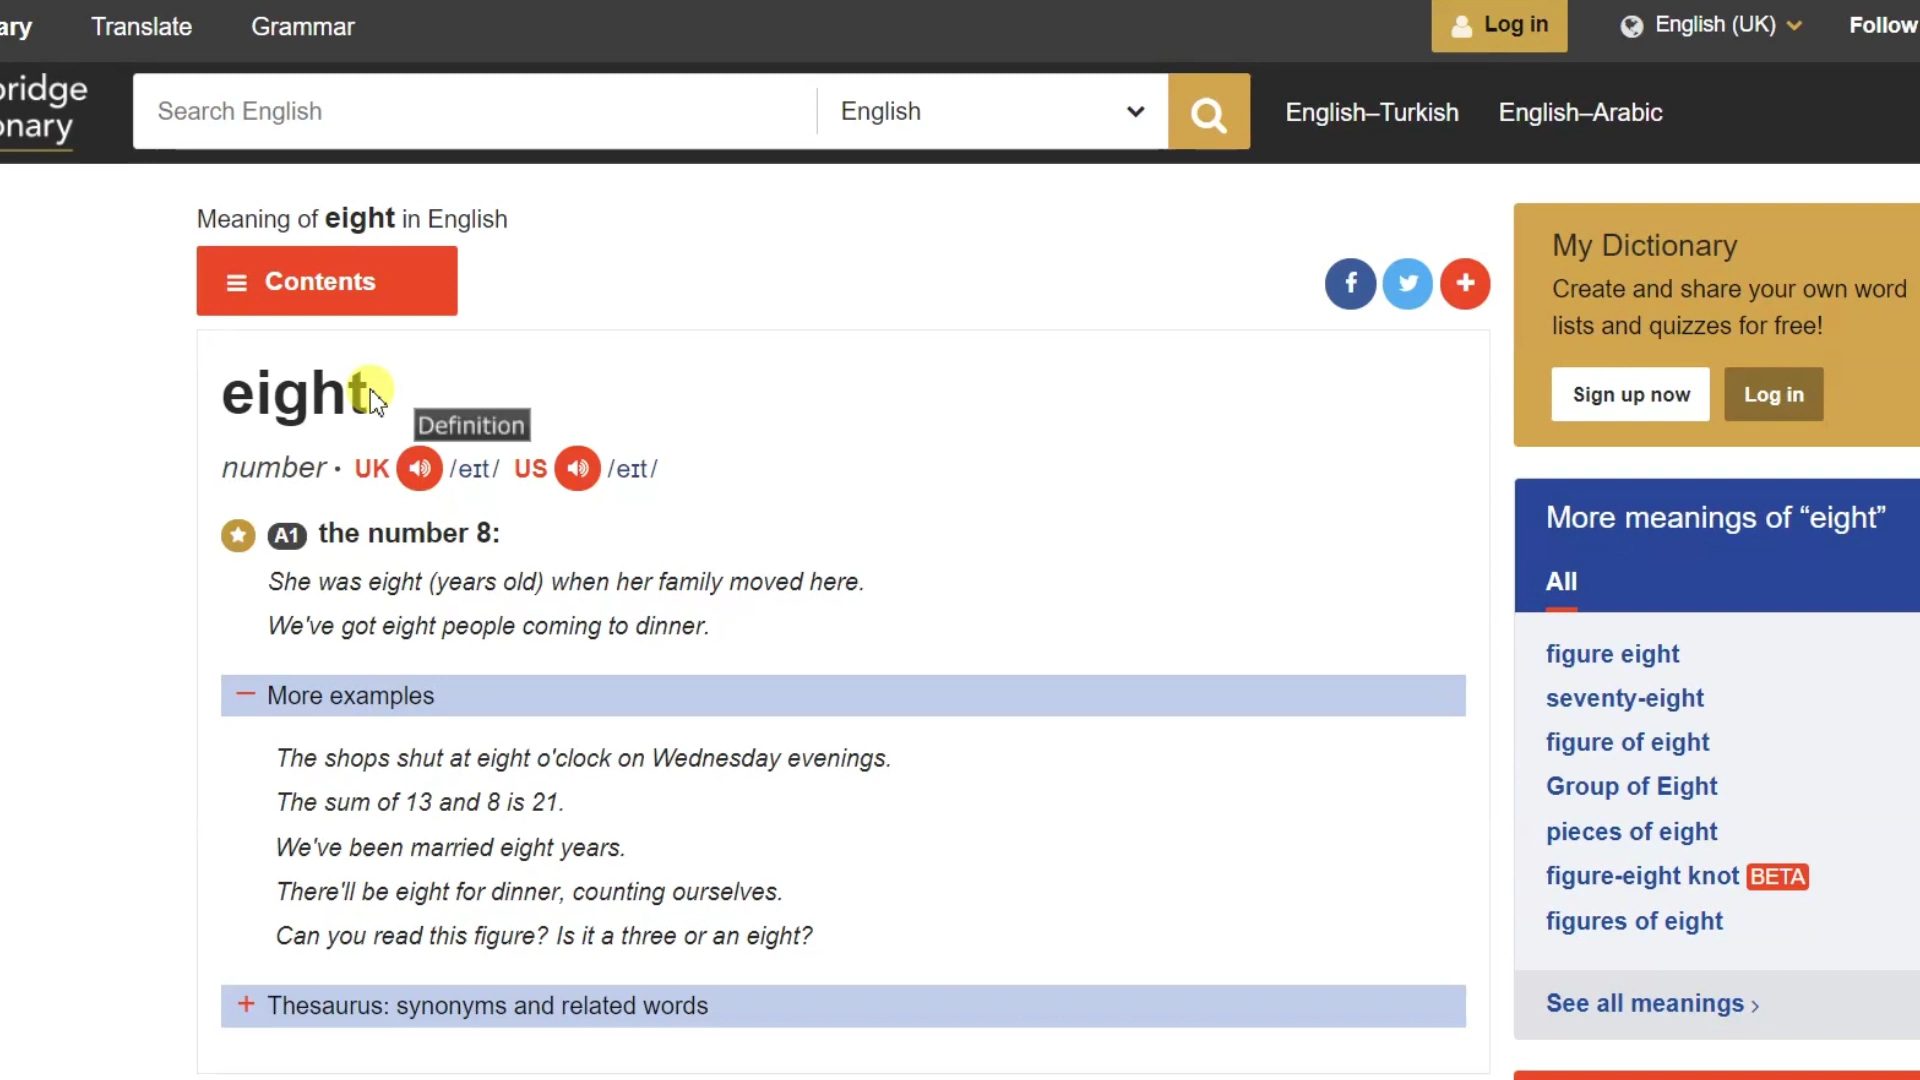 ary Translate Grammar Log in English (UK) Follow
bridge
onary
Search English English English–Turkish English–Arabic
Meaning of eight in English
Contents
eight
Definition
number · UK /eɪt/ US /eɪt/
A1 the number 8:
She was eight (years old) when her family moved here.
We've got eight people coming to dinner.
– More examples
The shops shut at eight o'clock on Wednesday evenings.
The sum of 13 and 8 is 21.
We've been married eight years.
There'll be eight for dinner, counting ourselves.
Can you read this figure? Is it a three or an eight?
+ Thesaurus: synonyms and related words
My Dictionary
Create and share your own word
lists and quizzes for free!
Sign up now Log in
More meanings of “eight”
All
figure eight
seventy-eight
figure of eight
Group of Eight
pieces of eight
figure-eight knot BETA
figures of eight
See all meanings ›